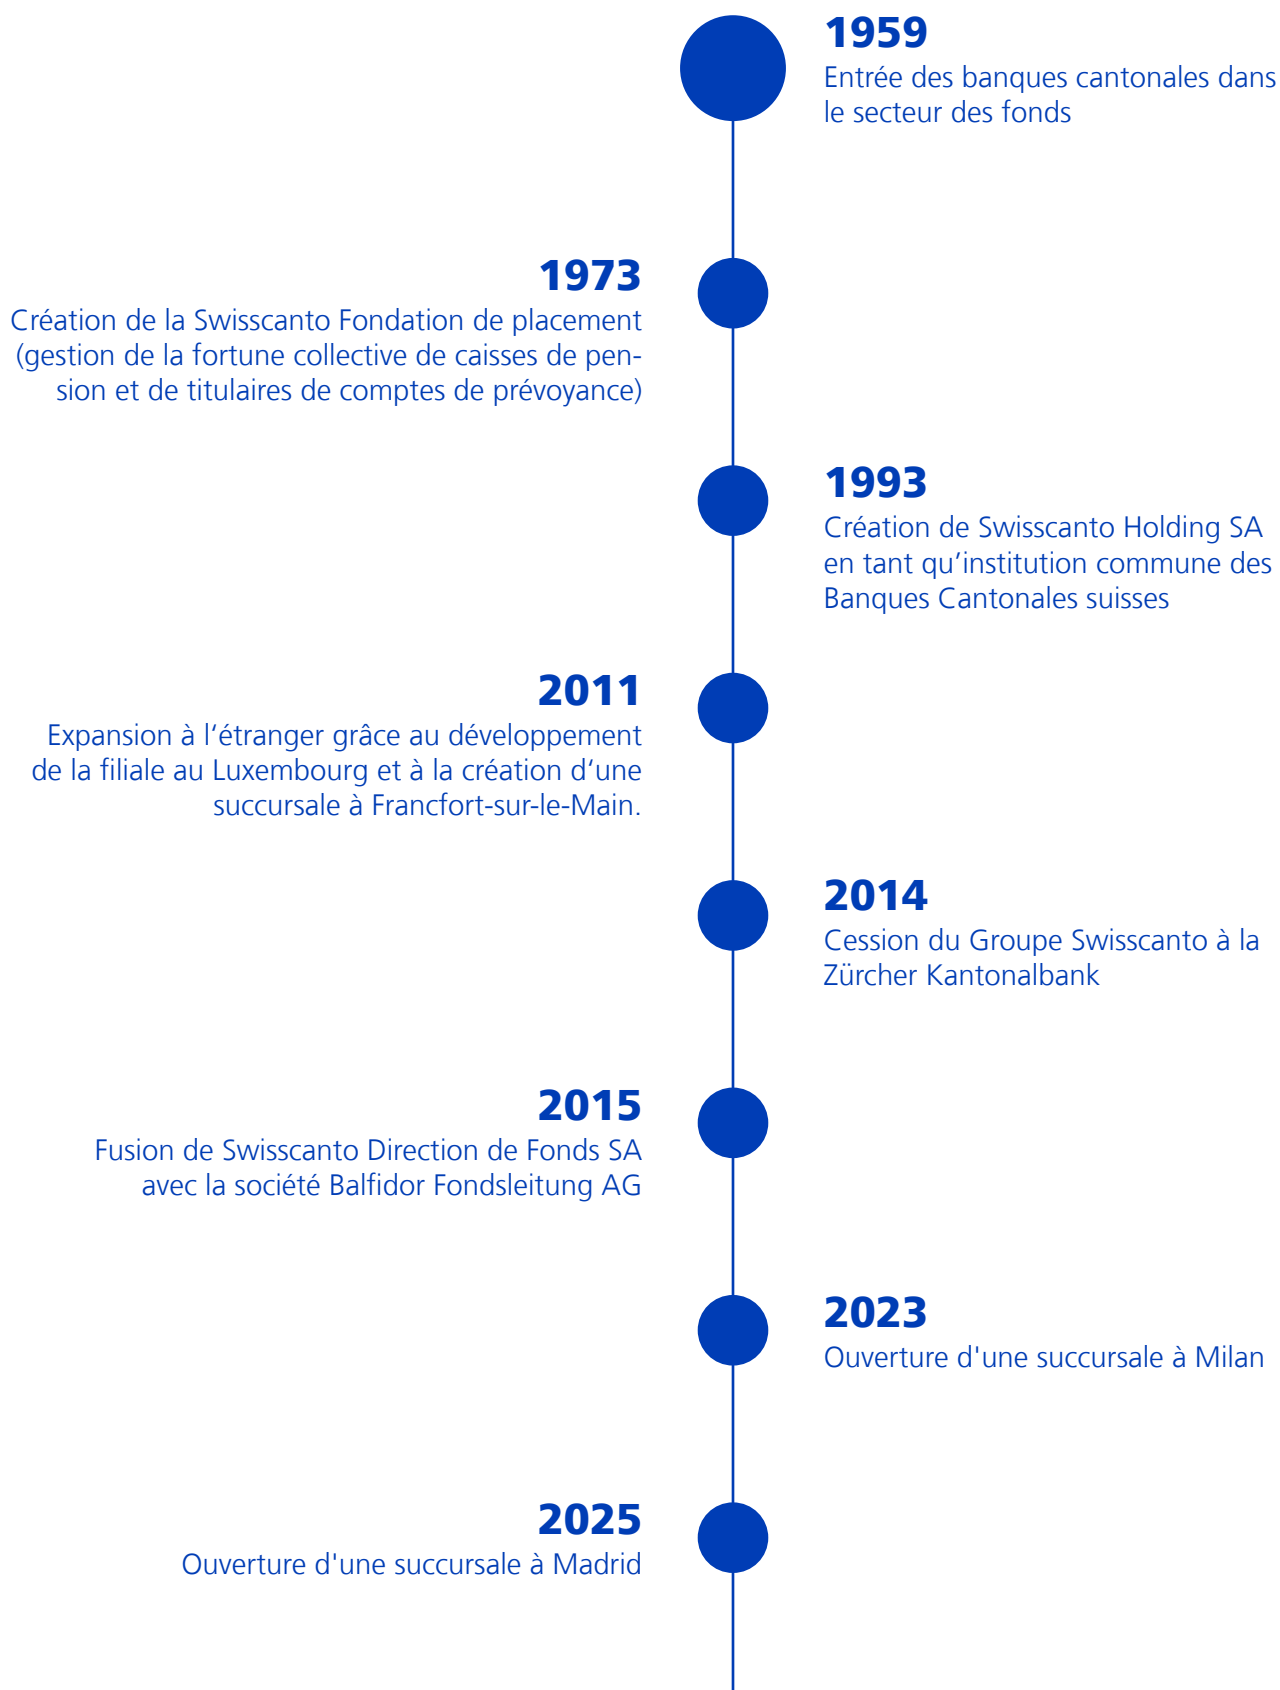 1959
Entrée des banques cantonales dans
le secteur des fonds
1973
Création de la Swisscanto Fondation de placement
(gestion de la fortune collective de caisses de pen-
sion et de titulaires de comptes de prévoyance)
1993
Création de Swisscanto Holding SA
en tant qu’institution commune des
Banques Cantonales suisses
2011
Expansion à l‘étranger grâce au développement
de la filiale au Luxembourg et à la création d‘une
succursale à Francfort-sur-le-Main.
2014
Cession du Groupe Swisscanto à la
Zürcher Kantonalbank
2015
Fusion de Swisscanto Direction de Fonds SA
avec la société Balfidor Fondsleitung AG
2023
Ouverture d'une succursale à Milan
2025
Ouverture d'une succursale à Madrid